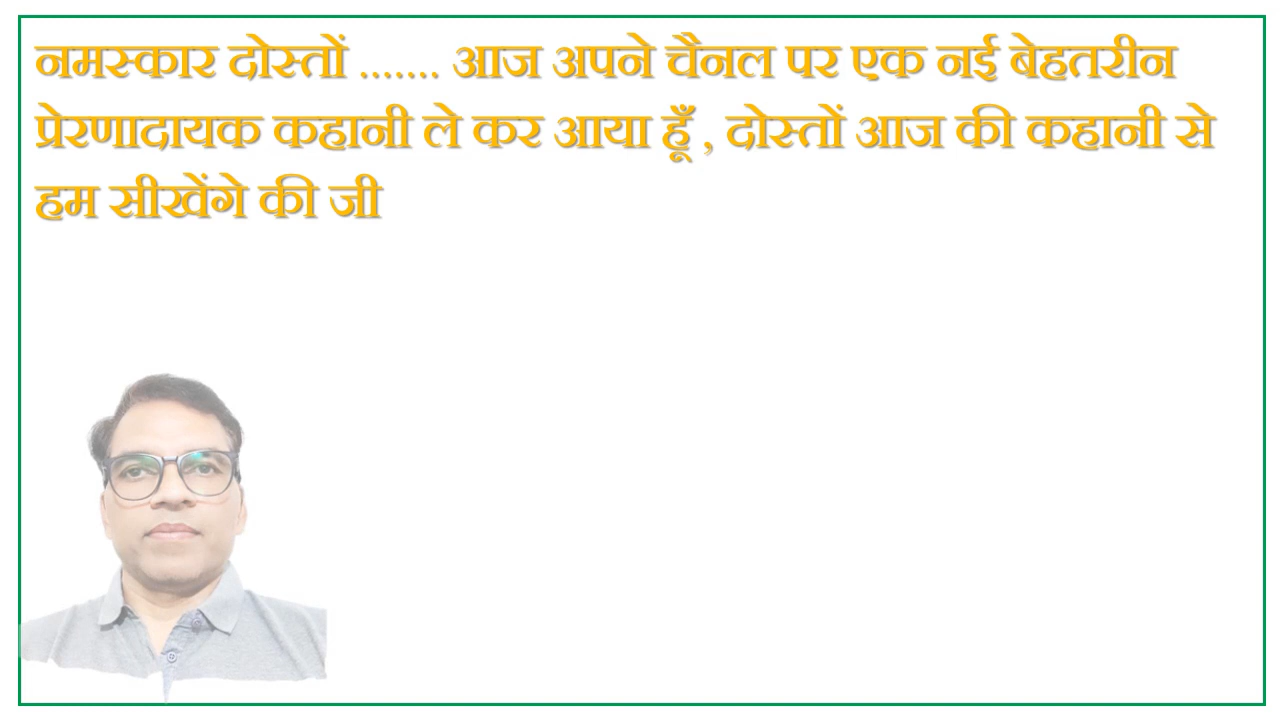 नमस्कार दोस्तों ....... आज अपने चैनल पर एक नई बेहतरीन
प्रेरणादायक कहानी ले कर आया हूँ , दोस्तों आज की कहानी से
हम सीखेंगे की जी